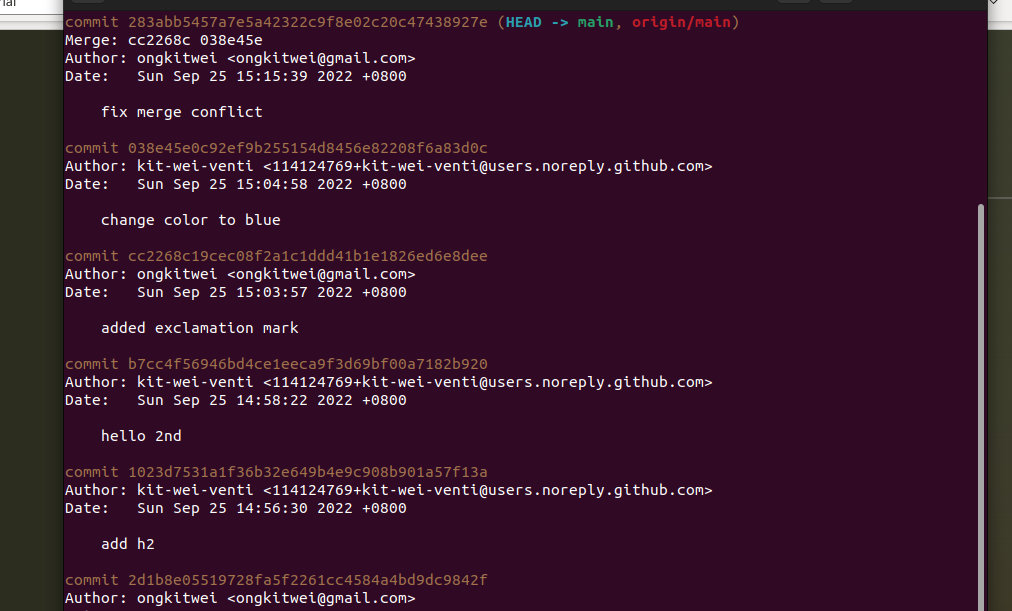 commit 283abb5457a7e5a42322c9f8e02c20c47438927e (HEAD -> main, origin/main)
Merge: cc2268c 038e45e
Author: ongkitwei <ongkitwei@gmail.com>
Date:   Sun Sep 25 15:15:39 2022 +0800
    fix merge conflict
commit 038e45e0c92ef9b255154d8456e82208f6a83d0c
Author: kit-wei-venti <114124769+kit-wei-venti@users.noreply.github.com>
Date:   Sun Sep 25 15:04:58 2022 +0800
    change color to blue
commit cc2268c19cec08f2a1c1ddd41b1e1826ed6e8dee
Author: ongkitwei <ongkitwei@gmail.com>
Date:   Sun Sep 25 15:03:57 2022 +0800
    added exclamation mark
commit b7cc4f56946bd4ce1eeca9f3d69bf00a7182b920
Author: kit-wei-venti <114124769+kit-wei-venti@users.noreply.github.com>
Date:   Sun Sep 25 14:58:22 2022 +0800
    hello 2nd
commit 1023d7531a1f36b32e649b4e9c908b901a57f13a
Author: kit-wei-venti <114124769+kit-wei-venti@users.noreply.github.com>
Date:   Sun Sep 25 14:56:30 2022 +0800
    add h2
commit 2d1b8e05519728fa5f2261cc4584a4bd9dc9842f
Author: ongkitwei <ongkitwei@gmail.com>